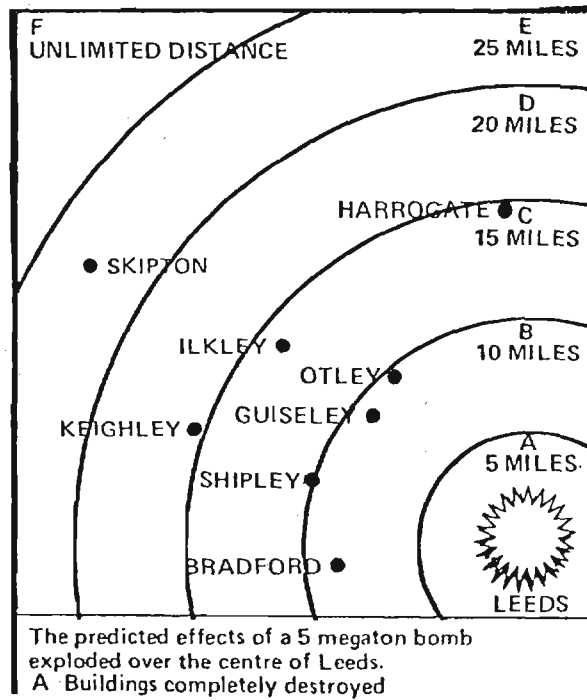 F
UNLIMITED DISTANCE
E
25 MILES
D
20 MILES
HARROGATE
C
15 MILES
SKIPTON
B
10 MILES
ILKLEY
OTLEY
GUISELEY
KEIGHLEY
A
5 MILES
SHIPLEY
BRADFORD
LEEDS
The predicted effects of a 5 megaton bomb
exploded over the centre of Leeds.
A Buildings completely destroyed